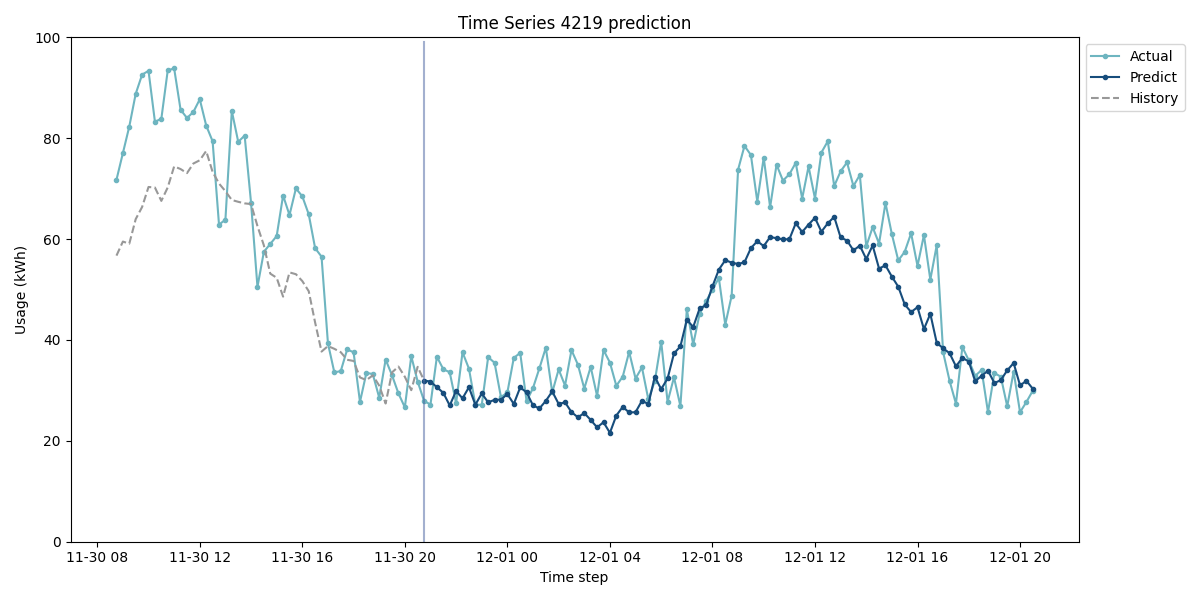 Time Series 4219 prediction
100
80
60
40
20
0
Usage (kWh)
11-30 08
11-30 12
11-30 16
11-30 20
12-01 00
12-01 04
12-01 08
12-01 12
12-01 16
12-01 20
Time step
Actual
Predict
History